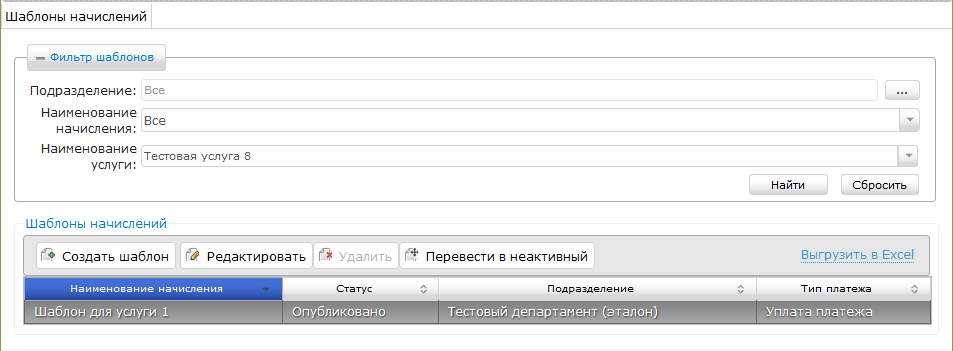 Шаблоны начислений
Фильтр шаблонов
Подразделение: Все ...
Наименование
начисления: Все
Наименование
услуги: Тестовая услуга 8
Найти Сбросить
Шаблоны начислений
Создать шаблон Редактировать Удалить Перевести в неактивный Выгрузить в Excel
Наименование начисления Статус Подразделение Тип платежа
Шаблон для услуги 1 Опубликовано Тестовый департамент (эталон) Уплата платежа